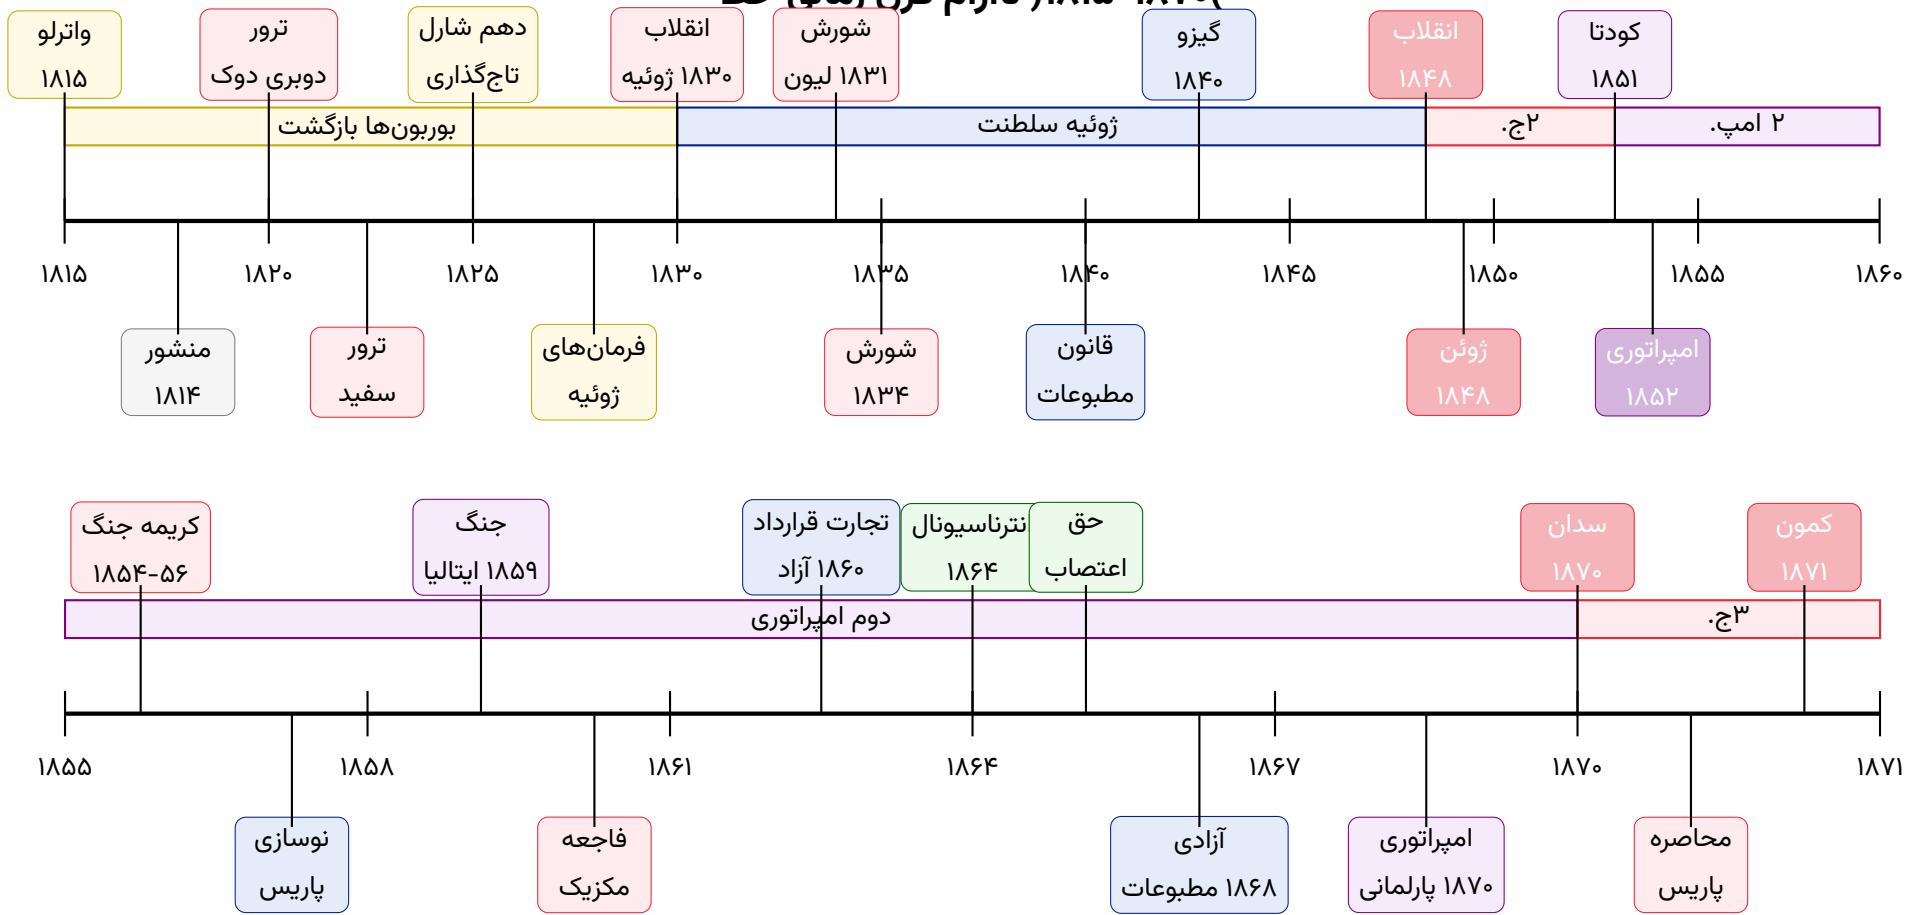 واترلو
۱۸۱۵
ترور
دوبری دوک
دهم شارل
تاج‌گذاری
انقلاب
۱۸۳۰ ژوئیه
شورش
۱۸۳۱ لیون
گیزو
۱۸۴۰
انقلاب
۱۸۴۸
کودتا
۱۸۵۱
بوربون‌ها بازگشت
ژوئیه سلطنت
۲ج.
۲ امپ.
۱۸۱۵
۱۸۲۰
۱۸۲۵
۱۸۳۰
۱۸۳۵
۱۸۴۰
۱۸۴۵
۱۸۵۰
۱۸۵۵
۱۸۶۰
منشور
۱۸۱۴
ترور
سفید
فرمان‌های
ژوئیه
شورش
۱۸۳۴
قانون
مطبوعات
ژوئن
۱۸۴۸
امپراتوری
۱۸۵۲
کریمه جنگ
۱۸۵۴-۵۶
جنگ
۱۸۵۹ ایتالیا
تجارت قرارداد
۱۸۶۰ آزاد
نترناسیونال
۱۸۶۴
حق
اعتصاب
سدان
۱۸۷۰
کمون
۱۸۷۱
دوم امپراتوری
۳ج.
۱۸۵۵
۱۸۵۸
۱۸۶۱
۱۸۶۴
۱۸۶۷
۱۸۷۰
۱۸۷۱
نوسازی
پاریس
فاجعه
مکزیک
آزادی
۱۸۶۸ مطبوعات
امپراتوری
۱۸۷۰ پارلمانی
محاصره
پاریس